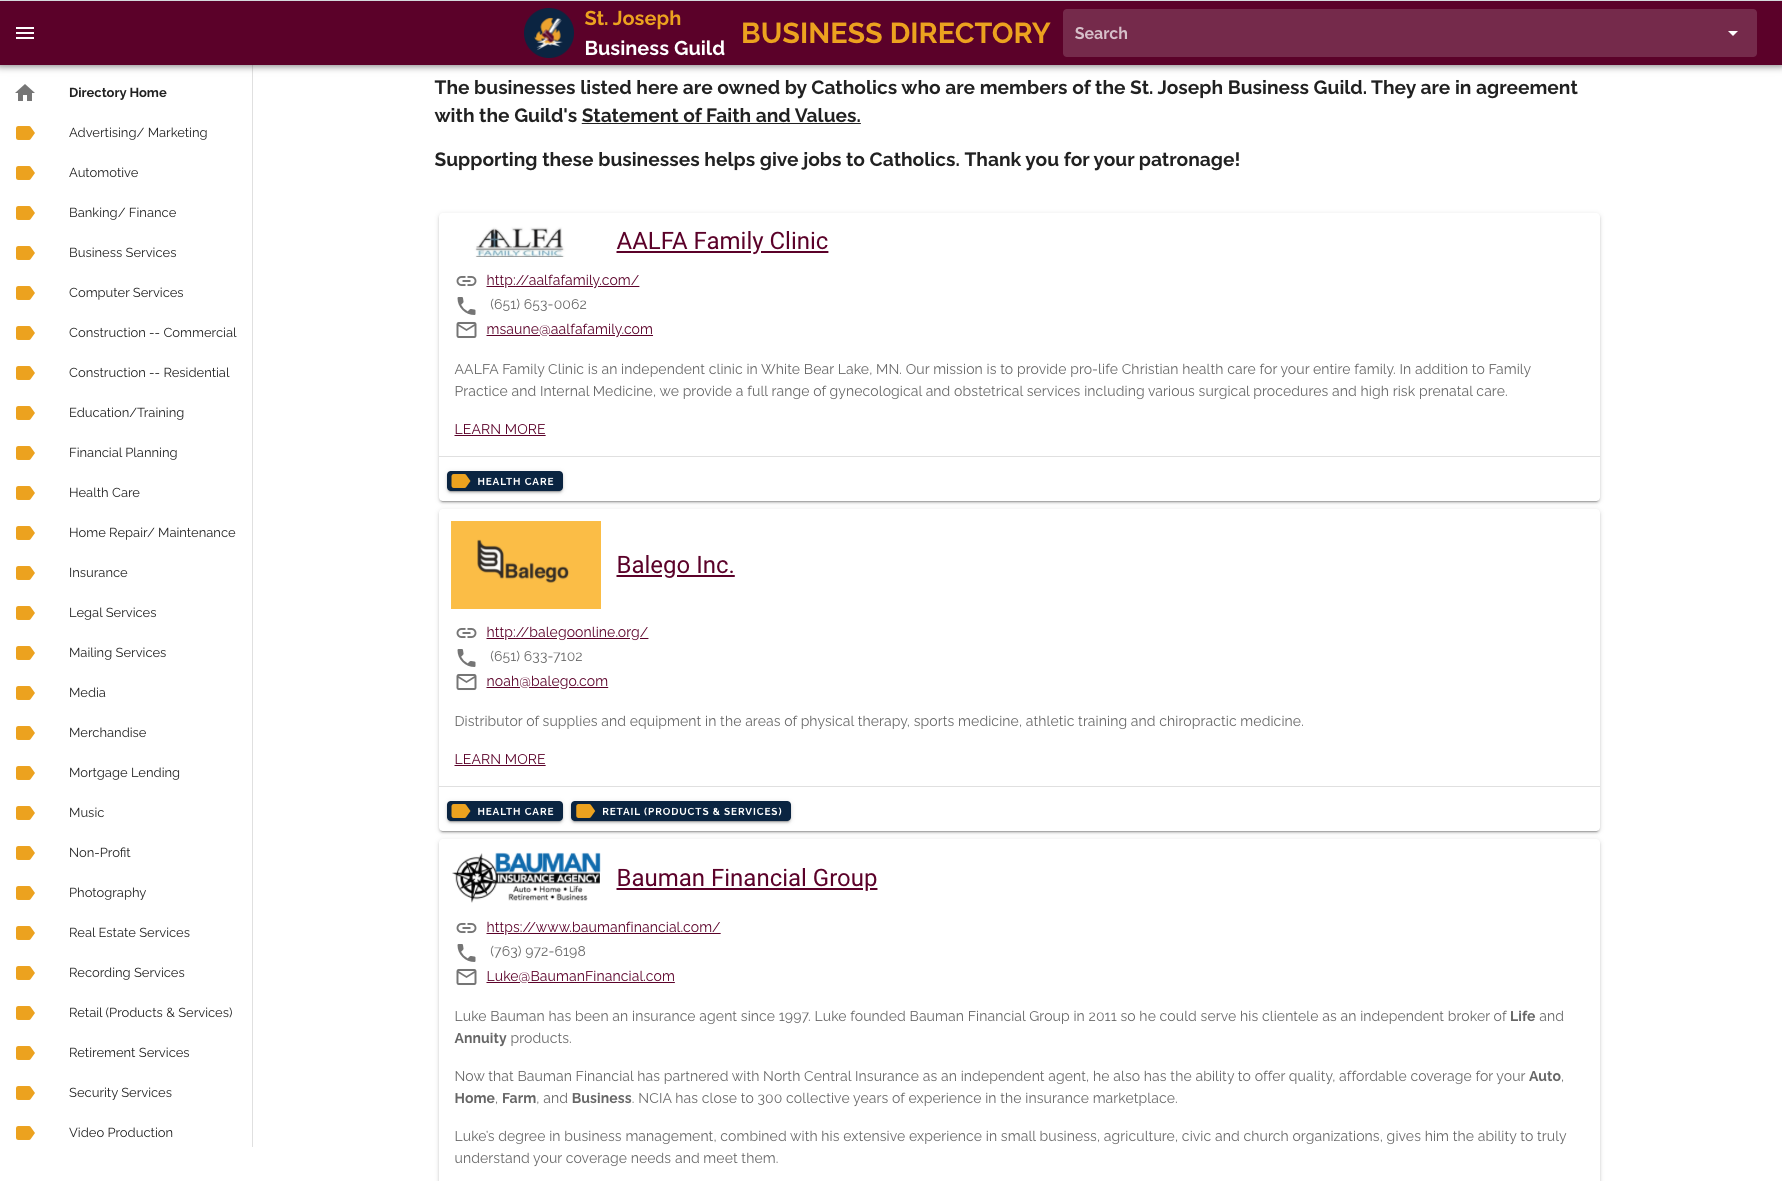 St. Joseph
Business Guild
BUSINESS DIRECTORY
Search
Directory Home
Advertising/ Marketing
Automotive
Banking/ Finance
Business Services
Computer Services
Construction -- Commercial
Construction -- Residential
Education/Training
Financial Planning
Health Care
Home Repair/ Maintenance
Insurance
Legal Services
Mailing Services
Media
Merchandise
Mortgage Lending
Music
Non-Profit
Photography
Real Estate Services
Recording Services
Retail (Products & Services)
Retirement Services
Security Services
Video Production
The businesses listed here are owned by Catholics who are members of the St. Joseph Business Guild. They are in agreement
with the Guild's Statement of Faith and Values.
Supporting these businesses helps give jobs to Catholics. Thank you for your patronage!
AALFA
FAMILY CLINIC
AALFA Family Clinic
http://aalfafamily.com/
(651) 653-0062
msaune@aalfafamily.com
AALFA Family Clinic is an independent clinic in White Bear Lake, MN. Our mission is to provide pro-life Christian health care for your entire family. In addition to Family
Practice and Internal Medicine, we provide a full range of gynecological and obstetrical services including various surgical procedures and high risk prenatal care.
LEARN MORE
HEALTH CARE
Balego
Balego Inc.
http://balegoonline.org/
(651) 633-7102
noah@balego.com
Distributor of supplies and equipment in the areas of physical therapy, sports medicine, athletic training and chiropractic medicine.
LEARN MORE
HEALTH CARE
RETAIL (PRODUCTS & SERVICES)
BAUMAN
INSURANCE AGENCY
Auto • Home • Life
Retirement • Business
Bauman Financial Group
https://www.baumanfinancial.com/
(763) 972-6198
Luke@BaumanFinancial.com
Luke Bauman has been an insurance agent since 1997. Luke founded Bauman Financial Group in 2011 so he could serve his clientele as an independent broker of Life and
Annuity products.
Now that Bauman Financial has partnered with North Central Insurance as an independent agent, he also has the ability to offer quality, affordable coverage for your Auto,
Home, Farm, and Business. NCIA has close to 300 collective years of experience in the insurance marketplace.
Luke's degree in business management, combined with his extensive experience in small business, agriculture, civic and church organizations, gives him the ability to truly
understand your coverage needs and meet them.